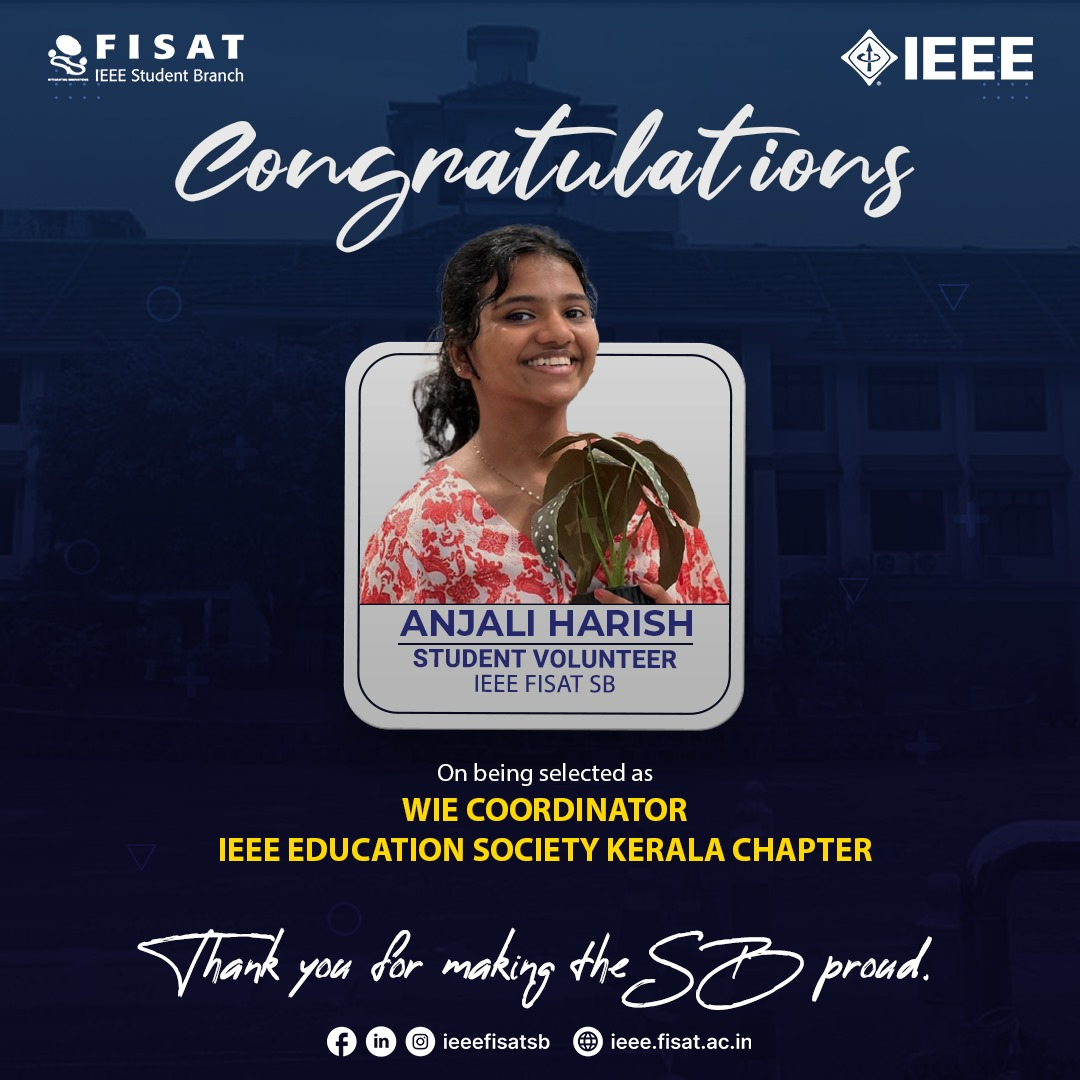 FISAT
IEEE Student Branch
IEEE
Congratulations
ANJALI HARISH
STUDENT VOLUNTEER
IEEE FISAT SB
On being selected as
WIE COORDINATOR
IEEE EDUCATION SOCIETY KERALA CHAPTER
Thank you for making the SB proud.
ieeefisatsb ieee.fisat.ac.in